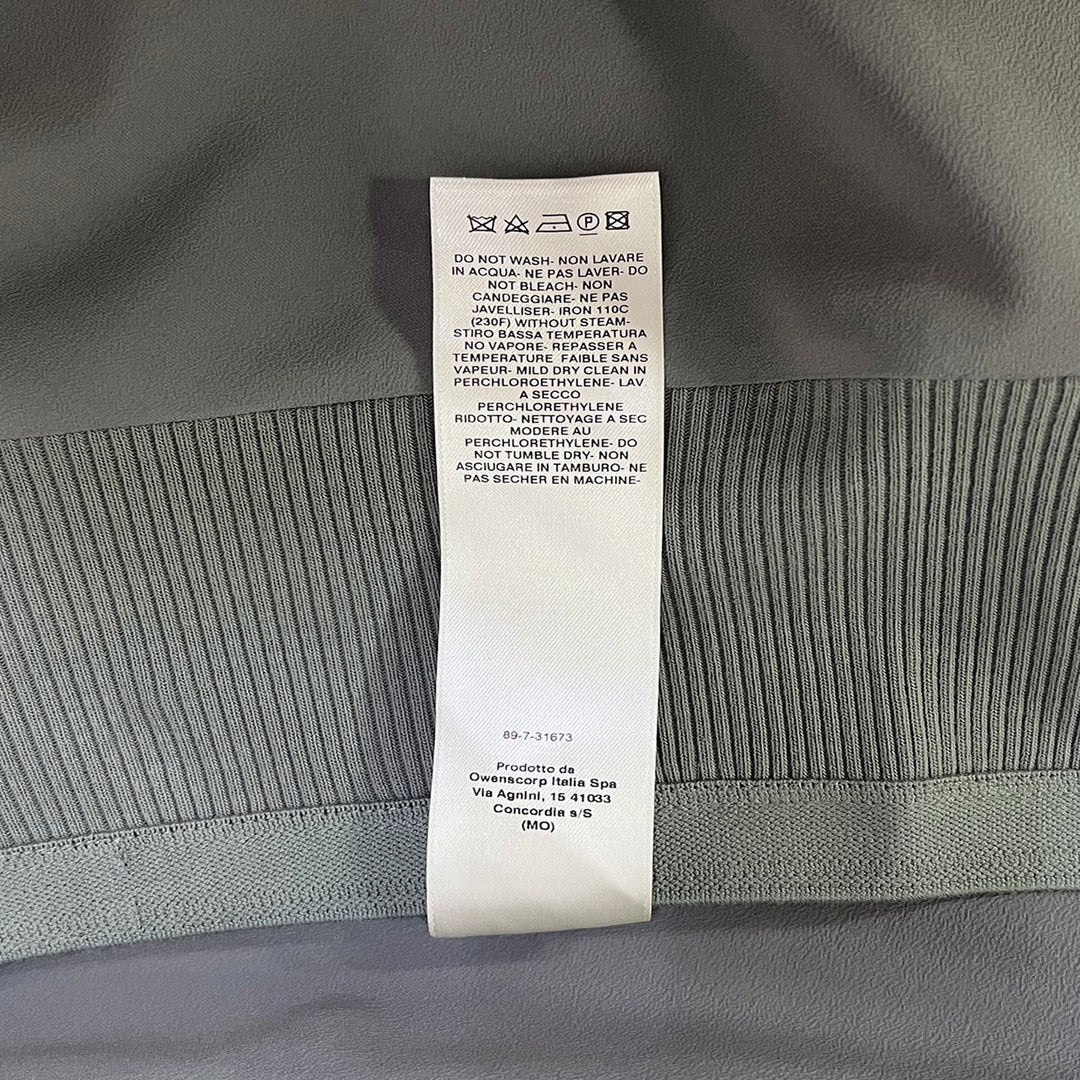 P
DO NOT WASH- NON LAVARE
IN ACQUA- NE PAS LAVER- DO
NOT BLEACH- NON
CANDEGGIARE- NE PAS
JAVELLISER- IRON 110C
(230F) WITHOUT STEAM-
STIRO BASSA TEMPERATURA
NO VAPORE- REPASSER A
TEMPERATURE FAIBLE SANS
VAPEUR- MILD DRY CLEAN IN
PERCHLOROETHYLENE- LAV.
A SECCO
PERCHLORETHYLENE
RIDOTTO- NETTOYAGE A SEC
MODERE AU
PERCHLORETHYLENE- DO
NOT TUMBLE DRY- NON
ASCIUGARE IN TAMBURO- NE
PAS SECHER EN MACHINE-
89-7-31673
Prodotto da
Owenscorp Italia Spa
Via Agnini, 15 41033
Concordia s/S
(MO)